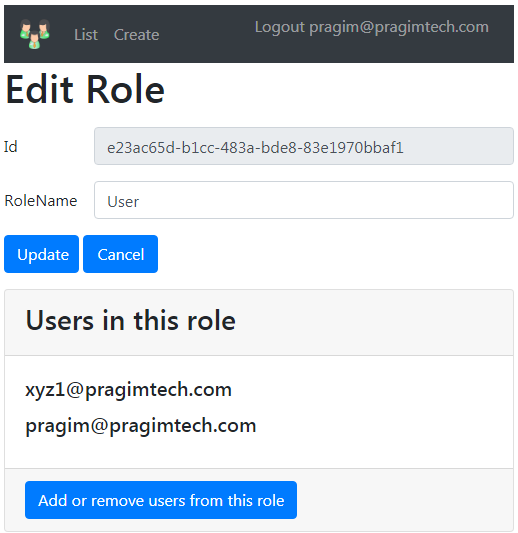 List Create Logout pragim@pragimtech.com
Edit Role
Id e23ac65d-b1cc-483a-bde8-83e1970bbaf1
RoleName User
Update Cancel
Users in this role
xyz1@pragimtech.com
pragim@pragimtech.com
Add or remove users from this role